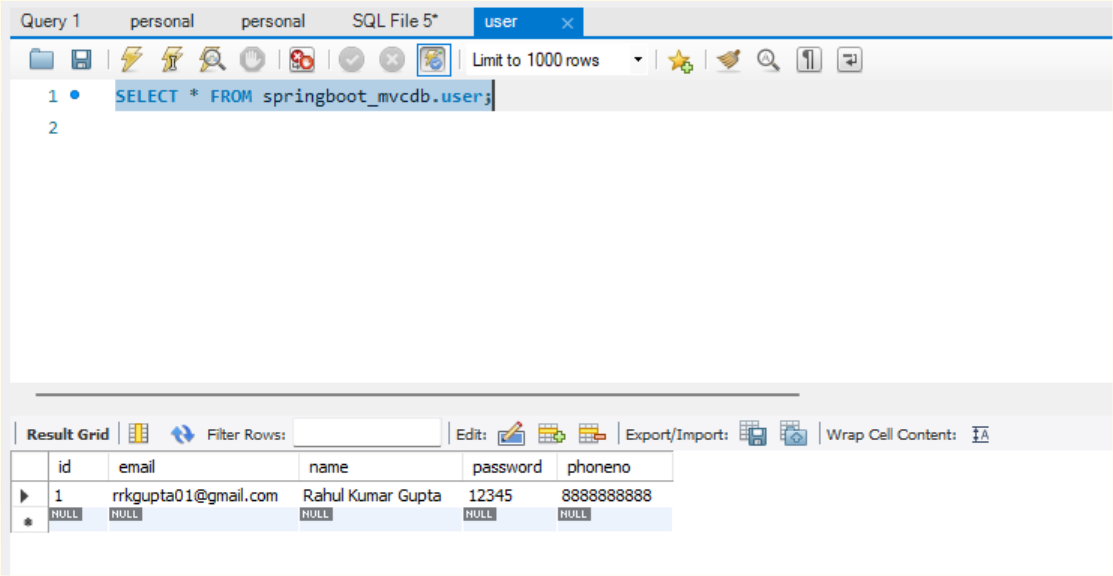 Query 1 personal personal SQL File 5* user
Limit to 1000 rows
1 SELECT * FROM springboot_mvcdb.user;
2
Result Grid Filter Rows: Edit: Export/Import: Wrap Cell Content:
id email name password phoneno
1 rrkgupta01@gmail.com Rahul Kumar Gupta 12345 8888888888
NULL NULL NULL NULL NULL